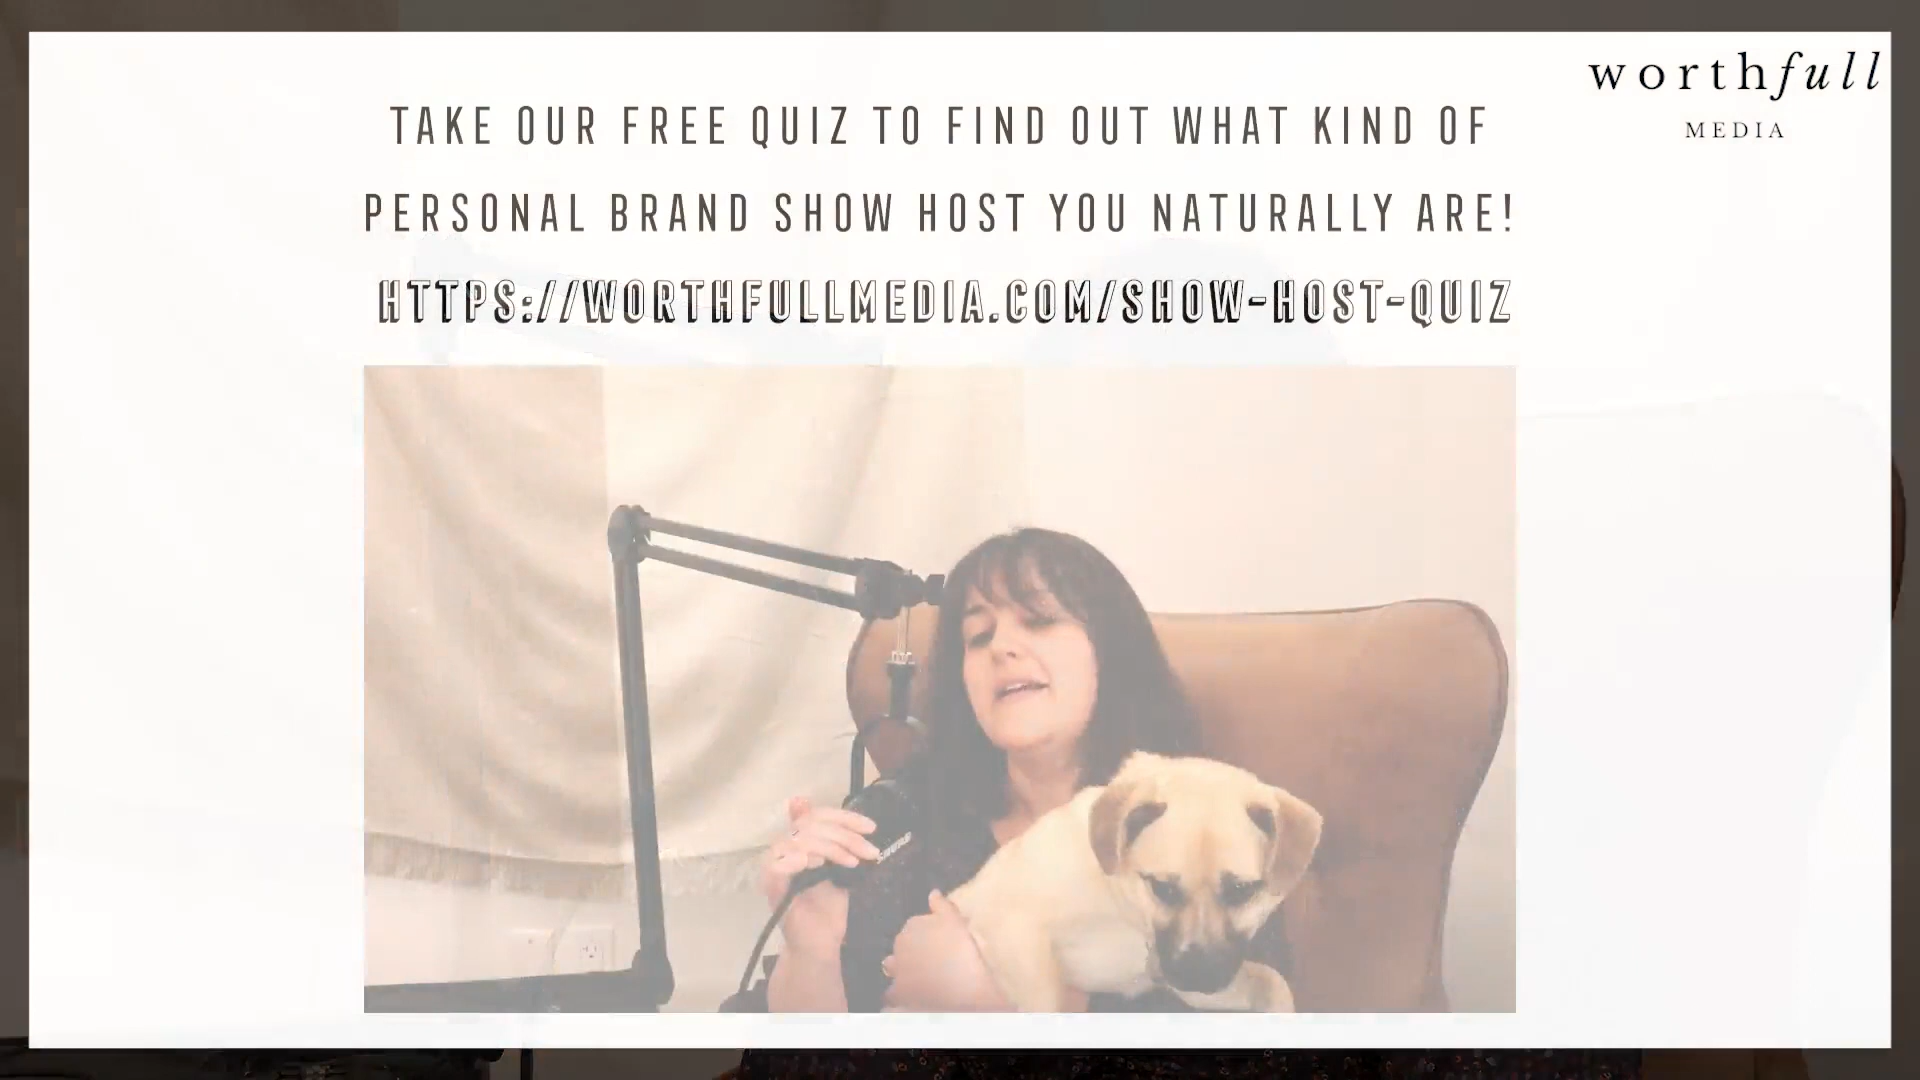 worthfull
MEDIA
TAKE OUR FREE QUIZ TO FIND OUT WHAT KIND OF
PERSONAL BRAND SHOW HOST YOU NATURALLY ARE!
HTTPS://WORTHFULLMEDIA.COM/SHOW-HOST-QUIZ
SHURE